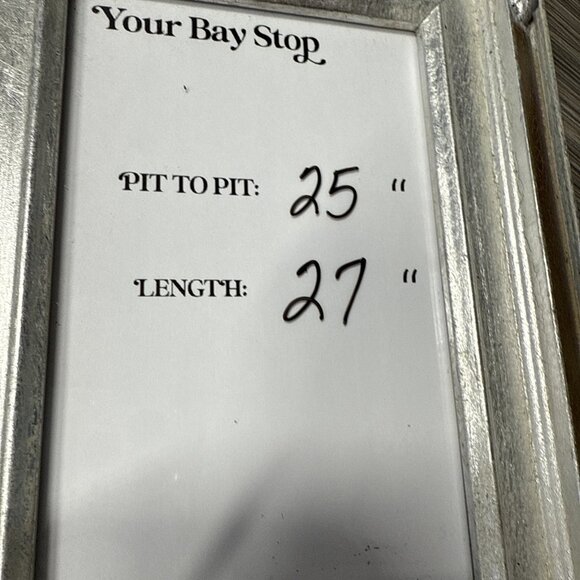 Your Bay Stop
PIT TO PIT: 25 "
LENGTH: 27 "